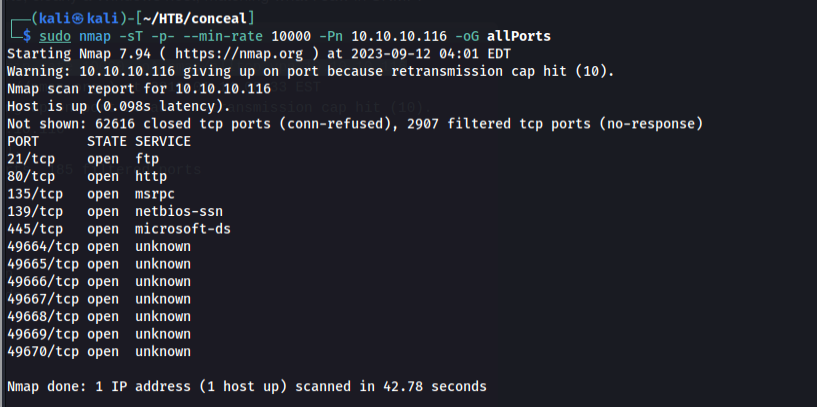 ┌──(kali㉿kali)-[~/HTB/conceal]
└─$ sudo nmap -sT -p- --min-rate 10000 -Pn 10.10.10.116 -oG allPorts
Starting Nmap 7.94 ( https://nmap.org ) at 2023-09-12 04:01 EDT
Warning: 10.10.10.116 giving up on port because retransmission cap hit (10).
Nmap scan report for 10.10.10.116
Host is up (0.098s latency).
Not shown: 62616 closed tcp ports (conn-refused), 2907 filtered tcp ports (no-response)
PORT      STATE SERVICE
21/tcp    open  ftp
80/tcp    open  http
135/tcp   open  msrpc
139/tcp   open  netbios-ssn
445/tcp   open  microsoft-ds
49664/tcp open  unknown
49665/tcp open  unknown
49666/tcp open  unknown
49667/tcp open  unknown
49668/tcp open  unknown
49669/tcp open  unknown
49670/tcp open  unknown
Nmap done: 1 IP address (1 host up) scanned in 42.78 seconds